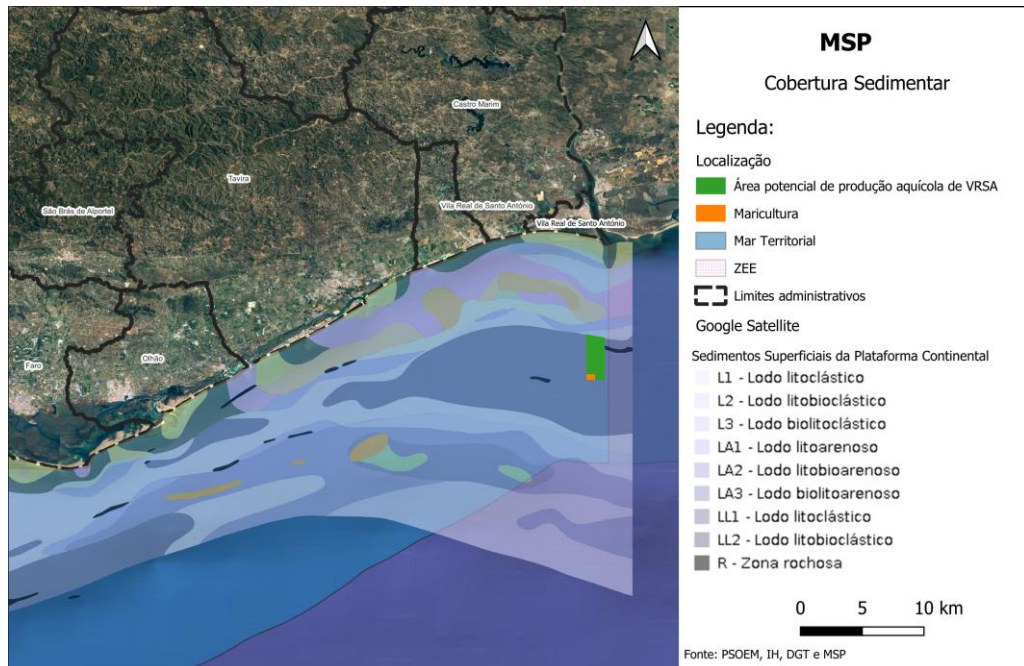 Castro Marim
Tavira
São Brás de Alportel
Vila Real de Santo António
Vila Real de Santo António
Olhão
Faro
MSP
Cobertura Sedimentar
Legenda:
Localização
Área potencial de produção aquícola de VRSA
Maricultura
Mar Territorial
ZEE
Limites administrativos
Google Satellite
Sedimentos Superficiais da Plataforma Continental
L1 - Lodo litoclástico
L2 - Lodo litobioclástico
L3 - Lodo biolitoclástico
LA1 - Lodo litoarenoso
LA2 - Lodo litobioarenoso
LA3 - Lodo biolitoarenoso
LL1 - Lodo litoclástico
LL2 - Lodo litobioclástico
R - Zona rochosa
0 5 10 km
Fonte: PSOEM, IH, DGT e MSP